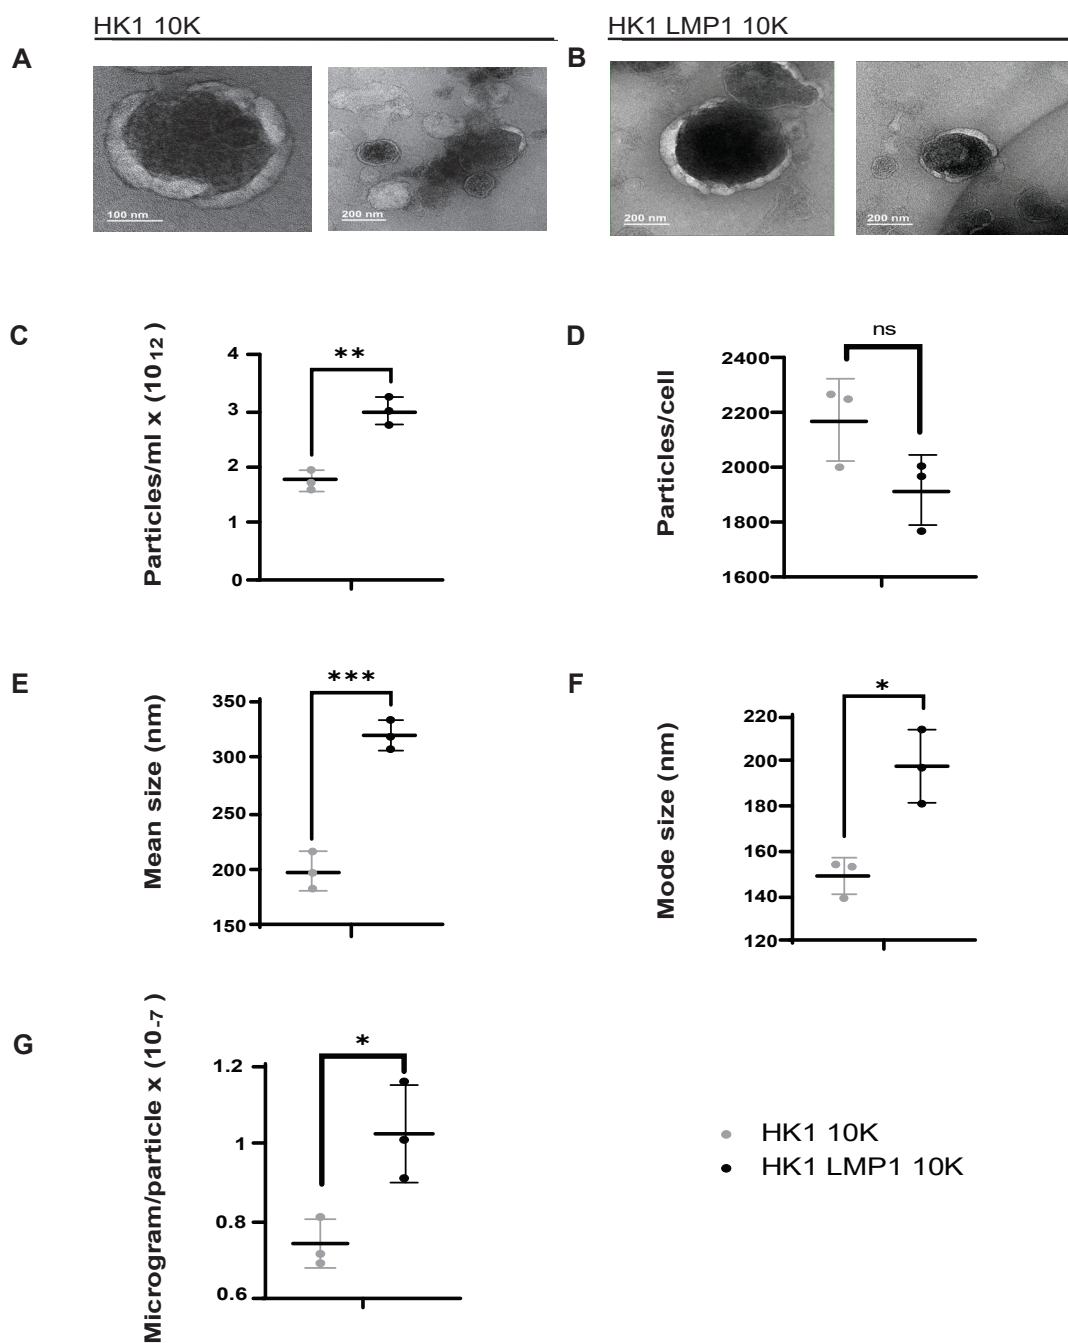 HK1 10K
HK1 LMP1 10K
A
B
100 nm
200 nm
200 nm
200 nm
C
Particles/ml x (10 12 )
4
3
2
1
0
**
D
Particles/cell
2400
2200
2000
1800
1600
ns
E
Mean size (nm)
350
300
250
200
150
***
F
Mode size (nm)
220
200
180
160
140
120
*
G
Microgram/particle x (10 -7 )
1.2
1
0.8
0.6
*
HK1 10K
HK1 LMP1 10K